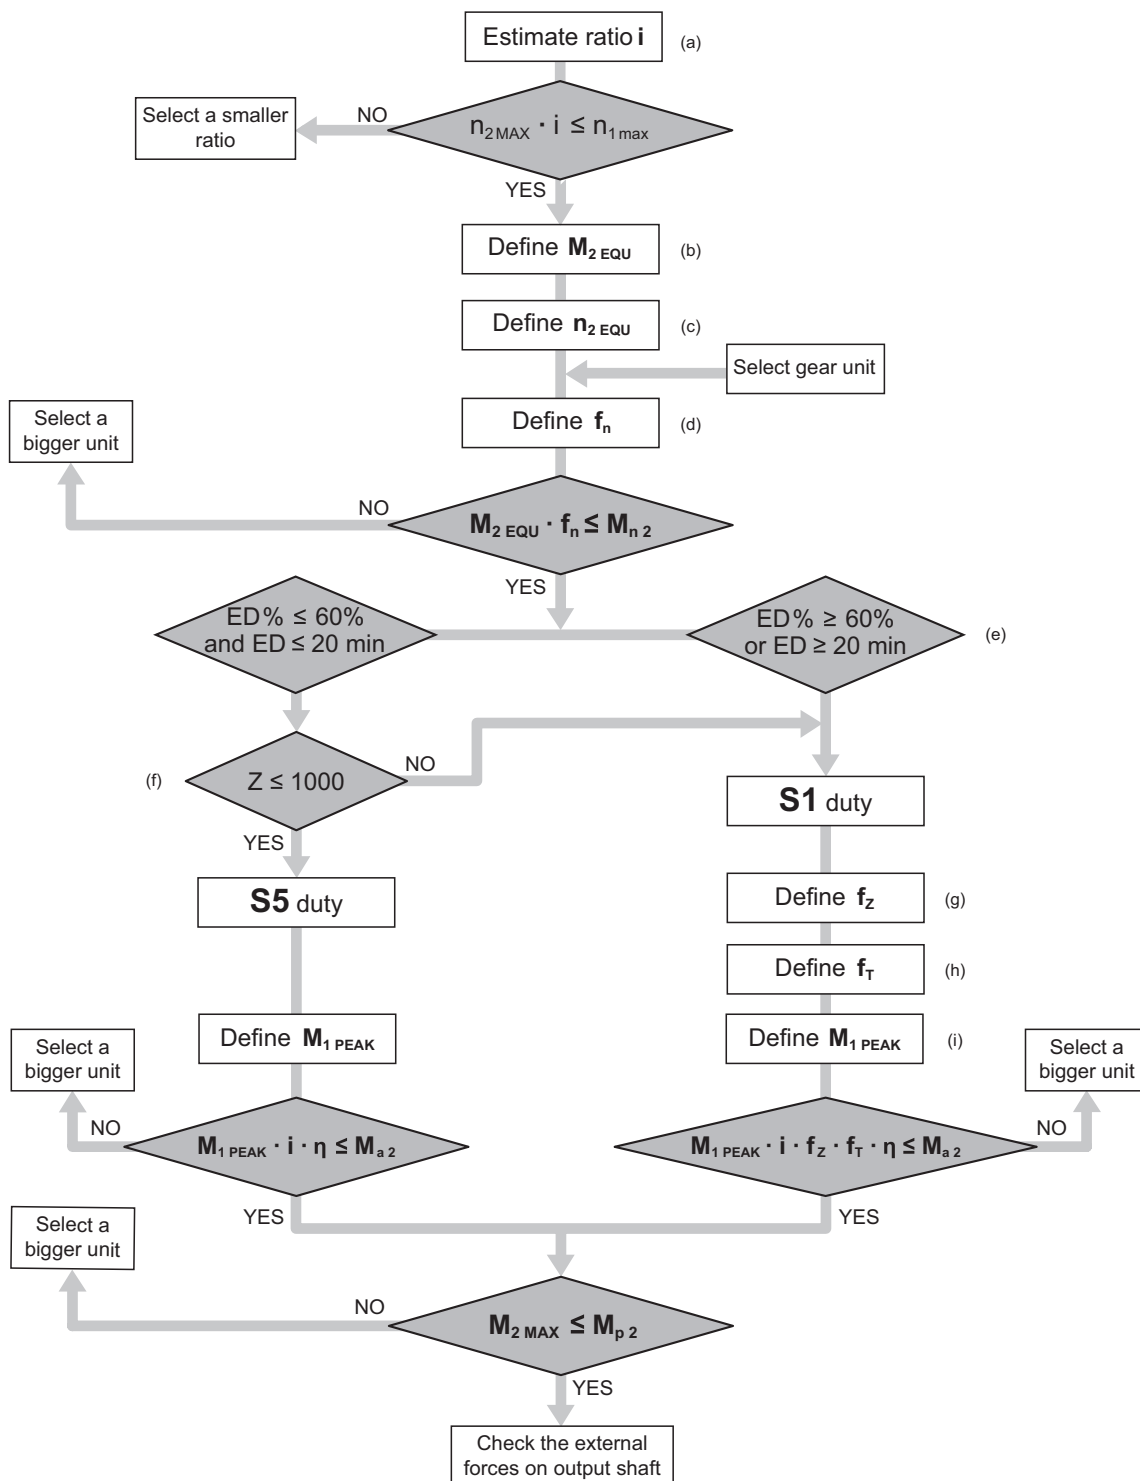 Estimate ratio i
(a)
Select a smaller
ratio
NO
n2 MAX · i ≤ n1 max
YES
Define M2 EQU
(b)
Define n2 EQU
(c)
Select gear unit
Select a
bigger unit
Define fn
(d)
NO
M2 EQU · fn ≤ Mn 2
YES
ED% ≤ 60%
and ED ≤ 20 min
ED% ≥ 60%
or ED ≥ 20 min
(e)
(f)
Z ≤ 1000
NO
S1 duty
YES
S5 duty
Define fZ
(g)
Define fT
(h)
Define M1 PEAK
Define M1 PEAK
(i)
Select a
bigger unit
Select a
bigger unit
NO
M1 PEAK · i · η ≤ Ma 2
M1 PEAK · i · fZ · fT · η ≤ Ma 2
NO
YES
YES
Select a
bigger unit
NO
M2 MAX ≤ Mp 2
YES
Check the external
forces on output shaft